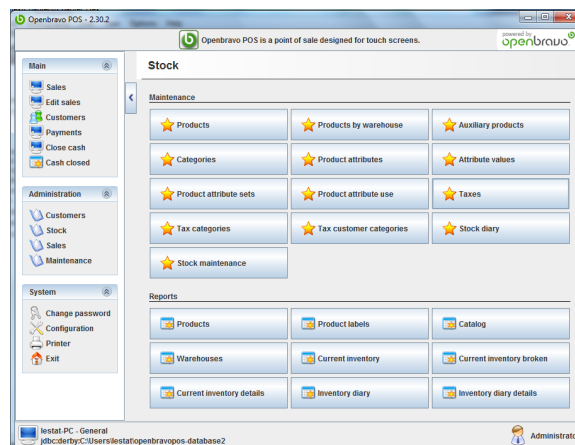 Openbravo POS - 2.30.2
Openbravo POS is a point of sale designed for touch screens.
powered by
openbravo
Main
Sales
Edit sales
Customers
Payments
Close cash
Cash closed
Administration
Customers
Stock
Sales
Maintenance
System
Change password
Configuration
Printer
Exit
Stock
Maintenance
Products
Products by warehouse
Auxiliary products
Categories
Product attributes
Attribute values
Product attribute sets
Product attribute use
Taxes
Tax categories
Tax customer categories
Stock diary
Stock maintenance
Reports
Products
Product labels
Catalog
Warehouses
Current inventory
Current inventory broken
Current inventory details
Inventory diary
Inventory diary details
lestat-PC - General
jdbc:derby:C:\Users\lestat\openbravopos-database2
Administrato